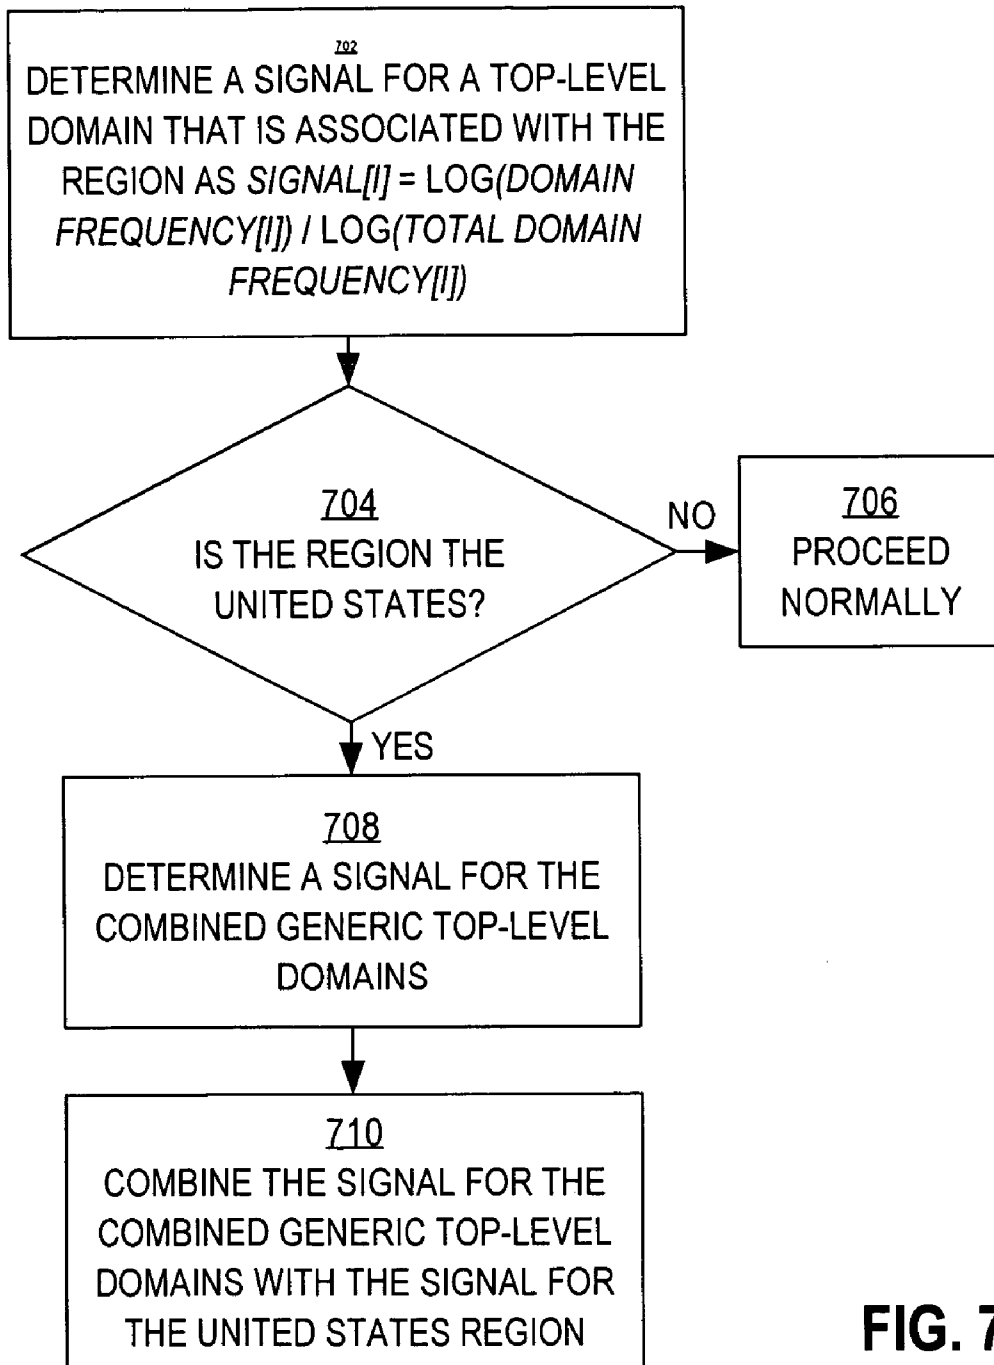 702
DETERMINE A SIGNAL FOR A TOP-LEVEL
DOMAIN THAT IS ASSOCIATED WITH THE
REGION AS SIGNAL[I] = LOG(DOMAIN
FREQUENCY[I]) / LOG(TOTAL DOMAIN
FREQUENCY[I])
704
IS THE REGION THE
UNITED STATES?
NO
706
PROCEED
NORMALLY
YES
708
DETERMINE A SIGNAL FOR THE
COMBINED GENERIC TOP-LEVEL
DOMAINS
710
COMBINE THE SIGNAL FOR THE
COMBINED GENERIC TOP-LEVEL
DOMAINS WITH THE SIGNAL FOR
THE UNITED STATES REGION
FIG. 7